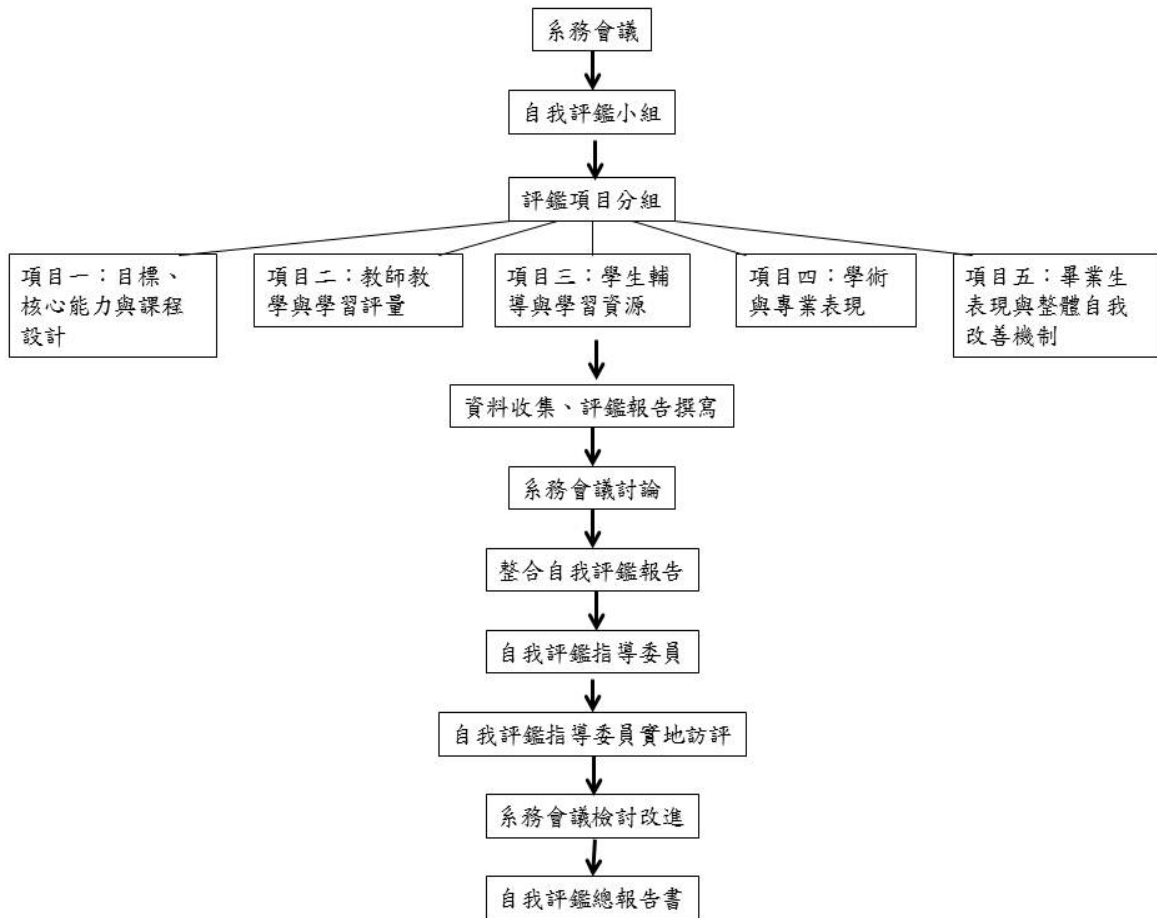 系務會議
自我評鑑小組
評鑑項目分組
項目一：目標、
核心能力與課程
設計
項目二：教師教
學與學習評量
項目三：學生輔
導與學習資源
項目四：學術
與專業表現
項目五：畢業生
表現與整體自我
改善機制
資料收集、評鑑報告撰寫
系務會議討論
整合自我評鑑報告
自我評鑑指導委員
自我評鑑指導委員實地訪評
系務會議檢討改進
自我評鑑總報告書